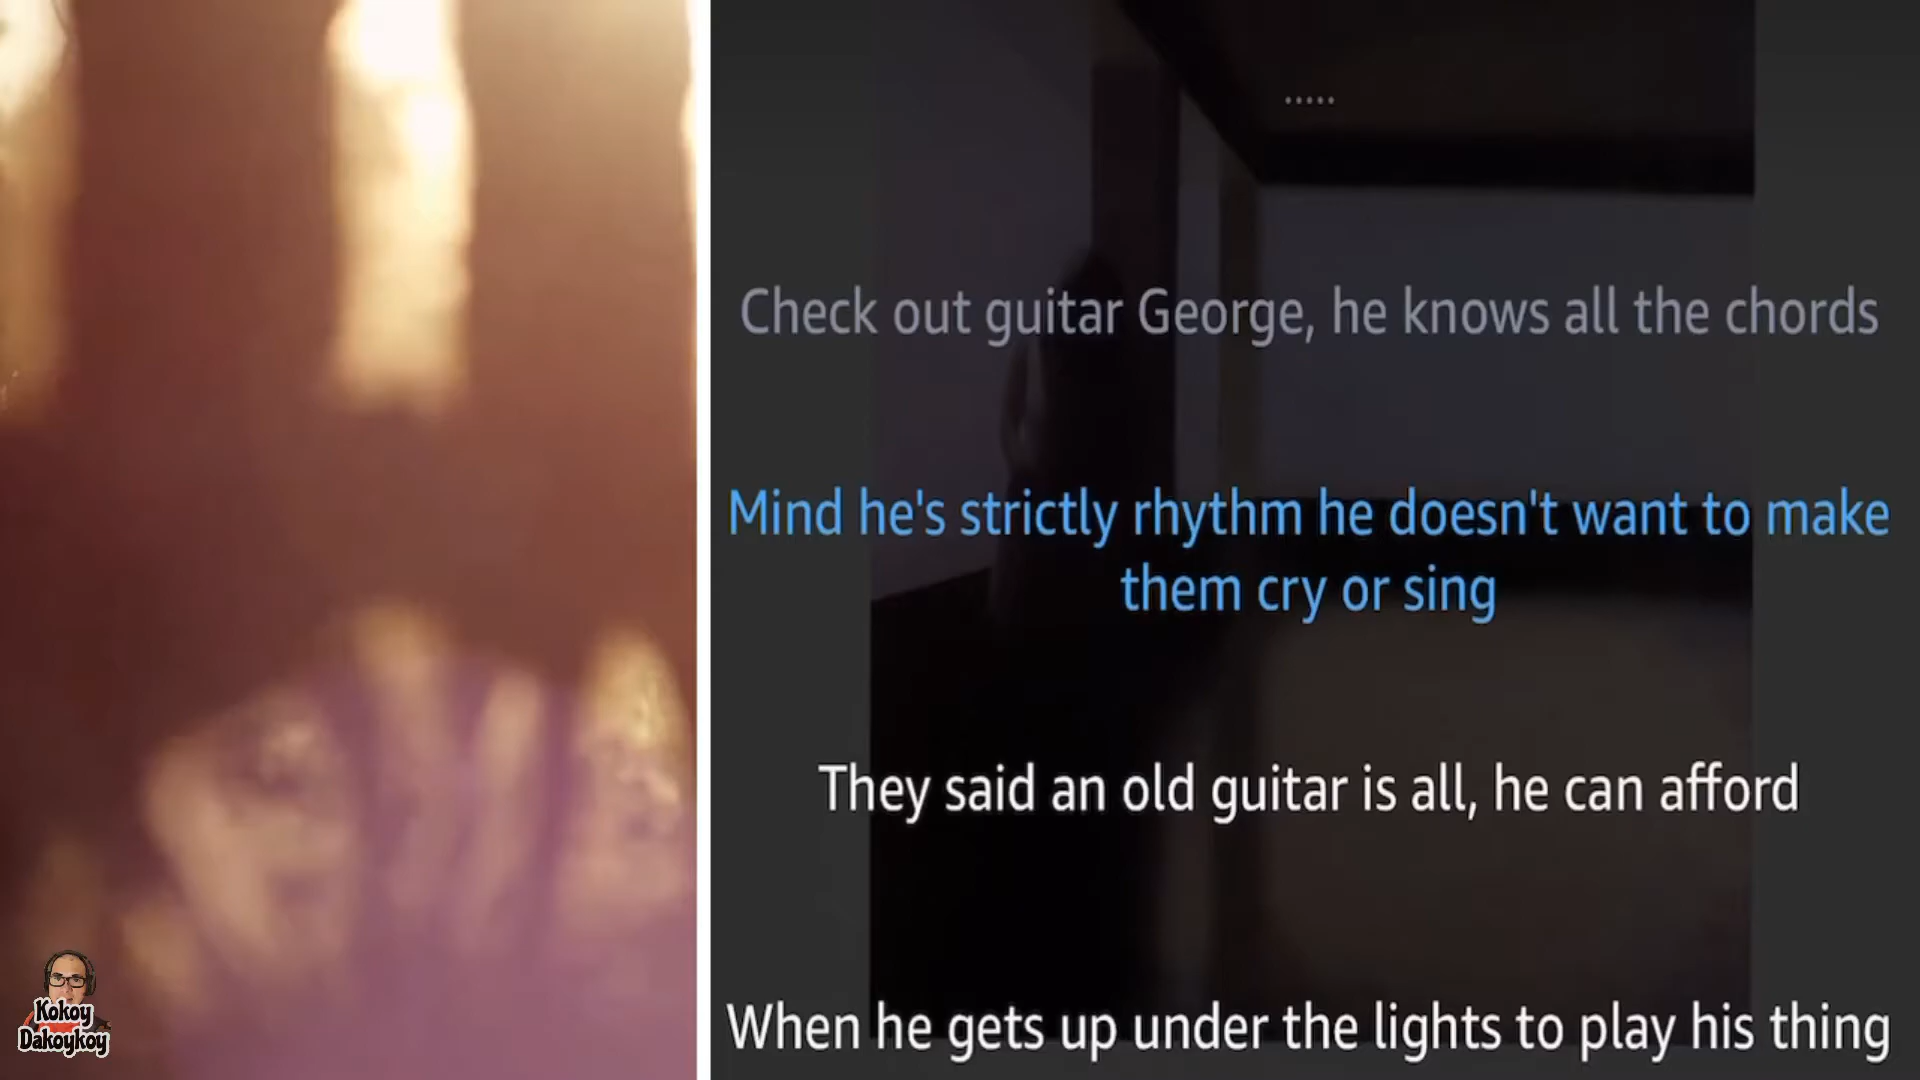 .....
Check out guitar George, he knows all the chords
Mind he's strictly rhythm he doesn't want to make
them cry or sing
They said an old guitar is all, he can afford
When he gets up under the lights to play his thing
Kokoy
Dakoykoy